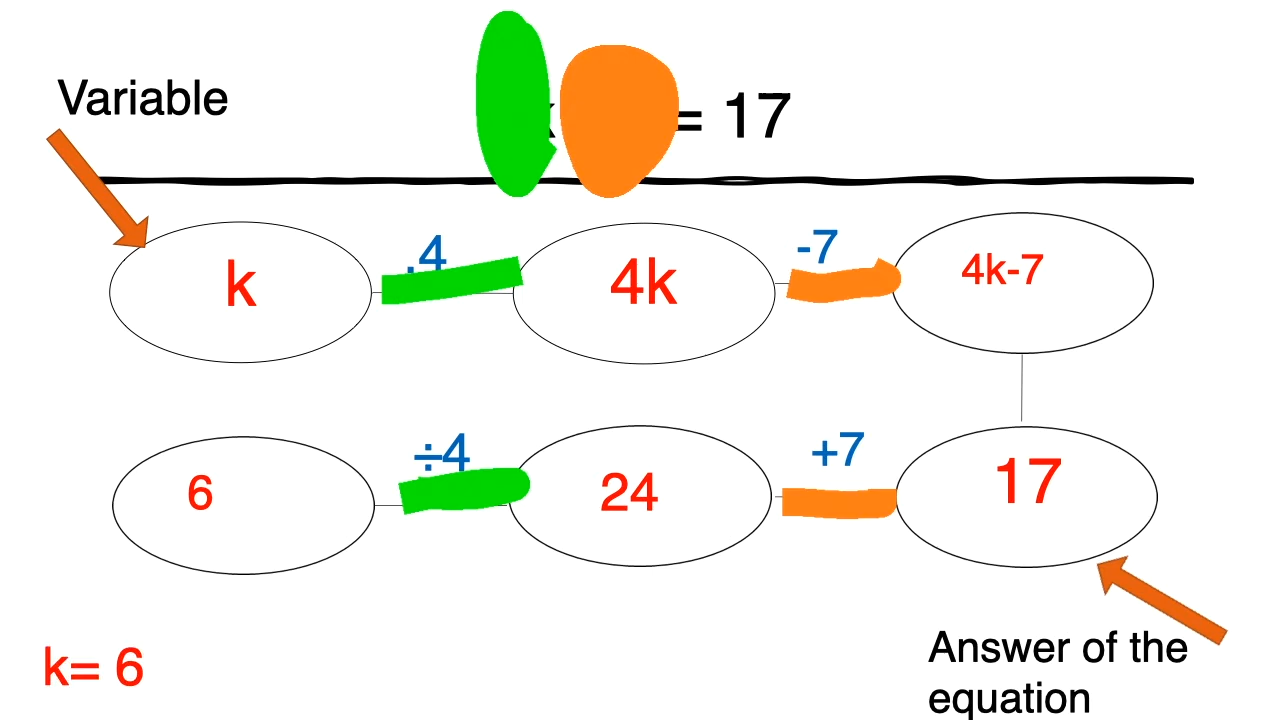 Variable
= 17
.4
-7
k
4k
4k-7
÷4
+7
6
24
17
k= 6
Answer of the
equation